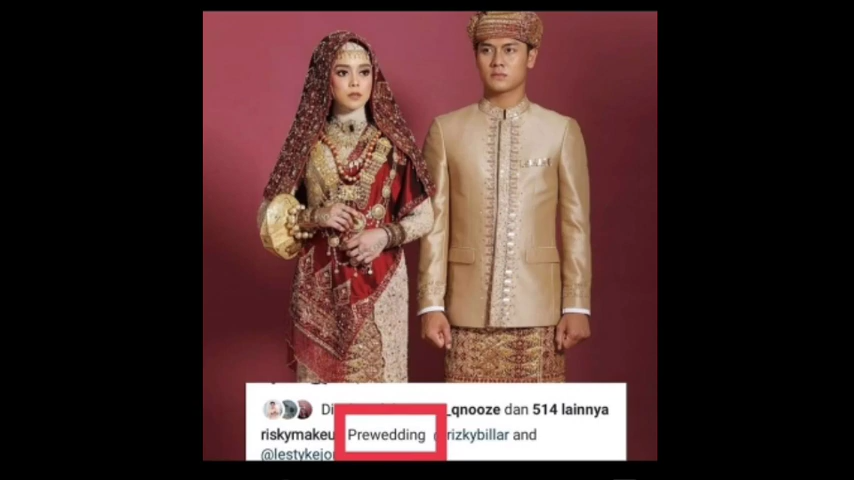 Di _qnooze dan 514 lainnya
riskymakeu Prewedding @rizkybillar and
@lestykejo